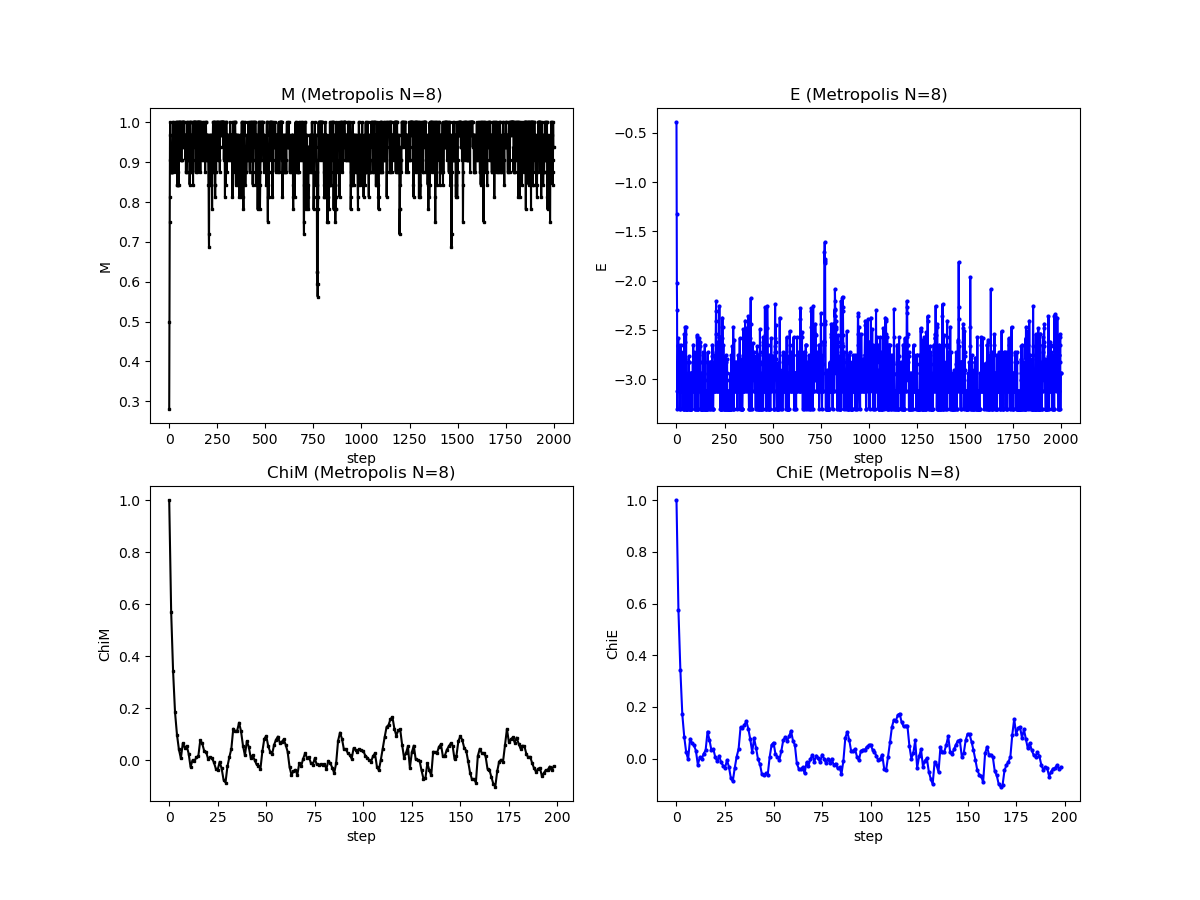 M (Metropolis N=8)
1.0
0.9
0.8
0.7
0.6
0.5
0.4
0.3
M
0 250 500 750 1000 1250 1500 1750 2000
step
E (Metropolis N=8)
−0.5
−1.0
−1.5
−2.0
−2.5
−3.0
E
0 250 500 750 1000 1250 1500 1750 2000
step
ChiM (Metropolis N=8)
1.0
0.8
0.6
0.4
0.2
0.0
ChiM
0 25 50 75 100 125 150 175 200
step
ChiE (Metropolis N=8)
1.0
0.8
0.6
0.4
0.2
0.0
ChiE
0 25 50 75 100 125 150 175 200
step